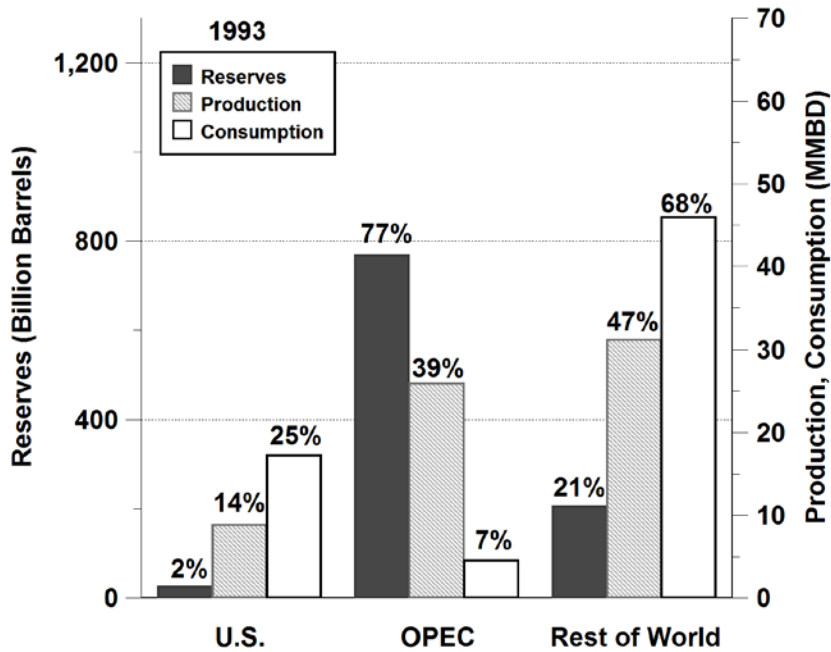 1993
Reserves
Production
Consumption
Reserves (Billion Barrels)
1,200
800
400
0
Production, Consumption (MMBD)
70
60
50
40
30
20
10
0
2%
14%
25%
77%
39%
7%
21%
47%
68%
U.S.
OPEC
Rest of World